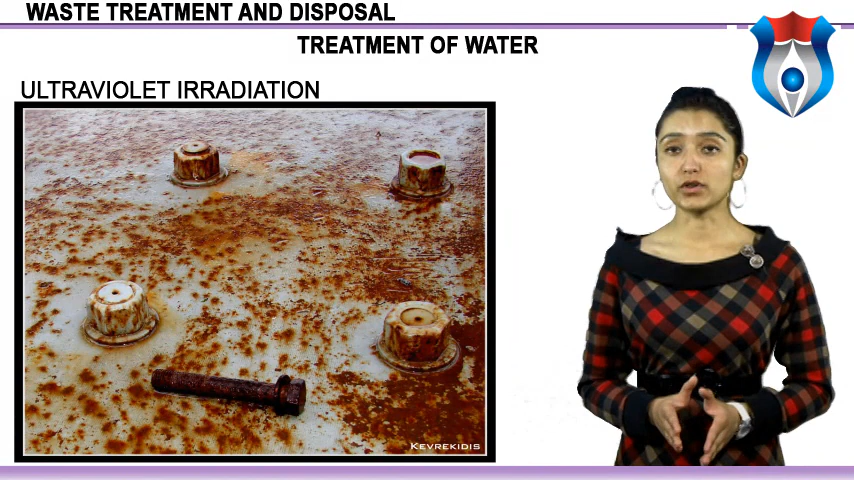 WASTE TREATMENT AND DISPOSAL
TREATMENT OF WATER
ULTRAVIOLET IRRADIATION
KEVREKIDIS